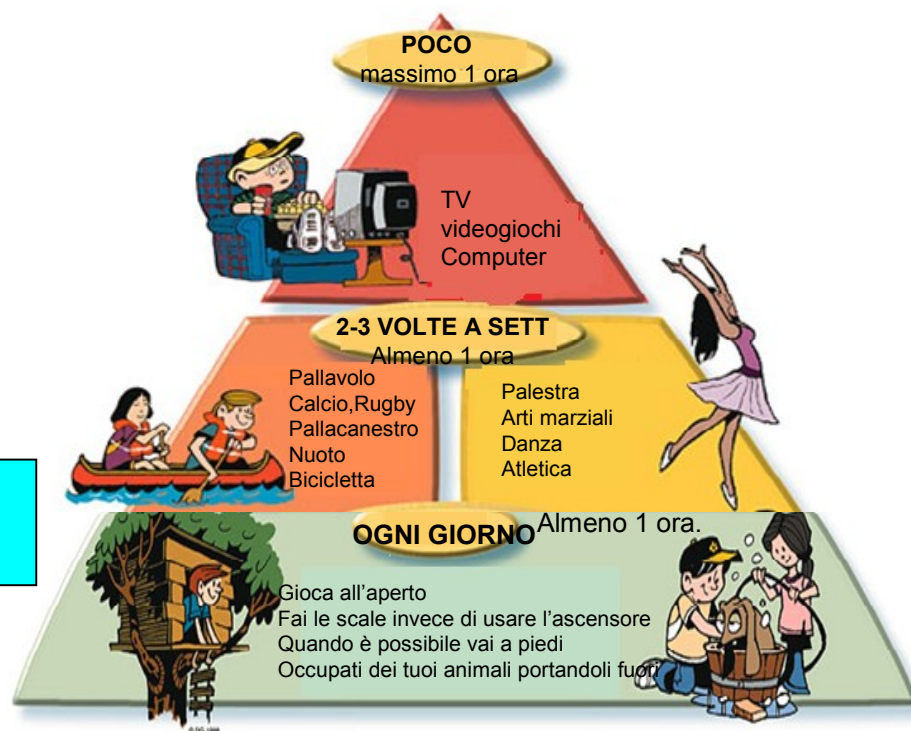 POCO
massimo 1 ora
TV
videogiochi
Computer
2-3 VOLTE A SETT
Almeno 1 ora
Pallavolo
Calcio,Rugby
Pallacanestro
Nuoto
Bicicletta
Palestra
Arti marziali
Danza
Atletica
OGNI GIORNO Almeno 1 ora.
Gioca all’aperto
Fai le scale invece di usare l’ascensore
Quando è possibile vai a piedi
Occupati dei tuoi animali portandoli fuori